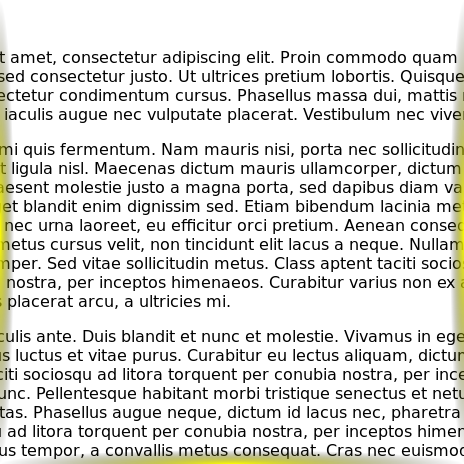 t amet, consectetur adipiscing elit. Proin commodo quam
sed consectetur justo. Ut ultrices pretium lobortis. Quisque
ectetur condimentum cursus. Phasellus massa dui, mattis
iaculis augue nec vulputate placerat. Vestibulum nec vive
mi quis fermentum. Nam mauris nisi, porta nec sollicitudin
t ligula nisl. Maecenas dictum mauris ullamcorper, dictum
aesent molestie justo a magna porta, sed dapibus diam va
et blandit enim dignissim sed. Etiam bibendum lacinia me
nec urna laoreet, eu efficitur orci pretium. Aenean consec
metus cursus velit, non tincidunt elit lacus a neque. Nullam
mper. Sed vitae sollicitudin metus. Class aptent taciti socios
nostra, per inceptos himenaeos. Curabitur varius non ex a
placerat arcu, a ultricies mi.
culis ante. Duis blandit et nunc et molestie. Vivamus in ege
us luctus et vitae purus. Curabitur eu lectus aliquam, dictum
citi sociosqu ad litora torquent per conubia nostra, per ince
unc. Pellentesque habitant morbi tristique senectus et netu
tas. Phasellus augue neque, dictum id lacus nec, pharetra
ad litora torquent per conubia nostra, per inceptos himen
us tempor, a convallis metus consequat. Cras nec euismod